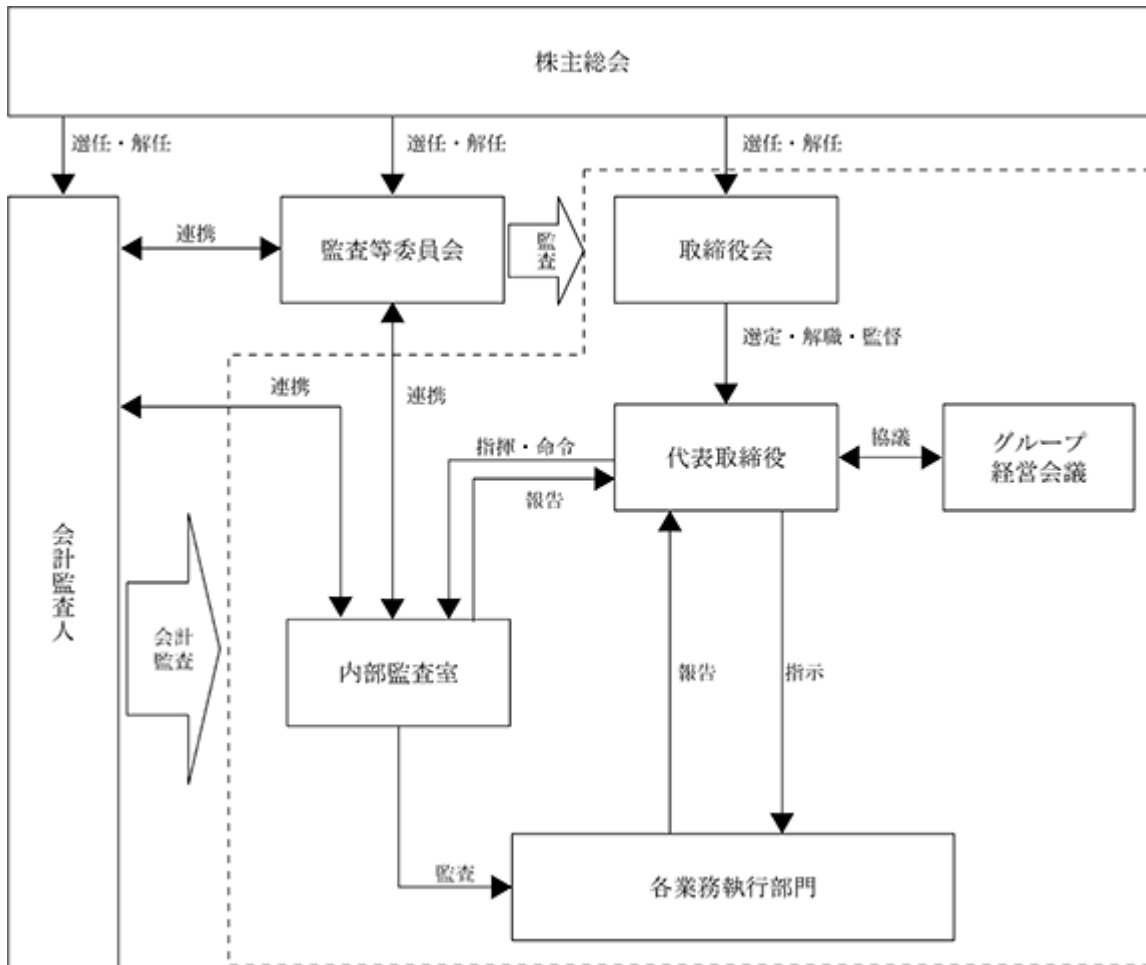 株主総会
選任・解任
選任・解任
選任・解任
連携
監査等委員会
監査
取締役会
選定・解職・監督
連携
連携
指揮・命令
報告
代表取締役
協議
グループ
経営会議
会計監査人
会計
監査
内部監査室
報告
指示
監査
各業務執行部門